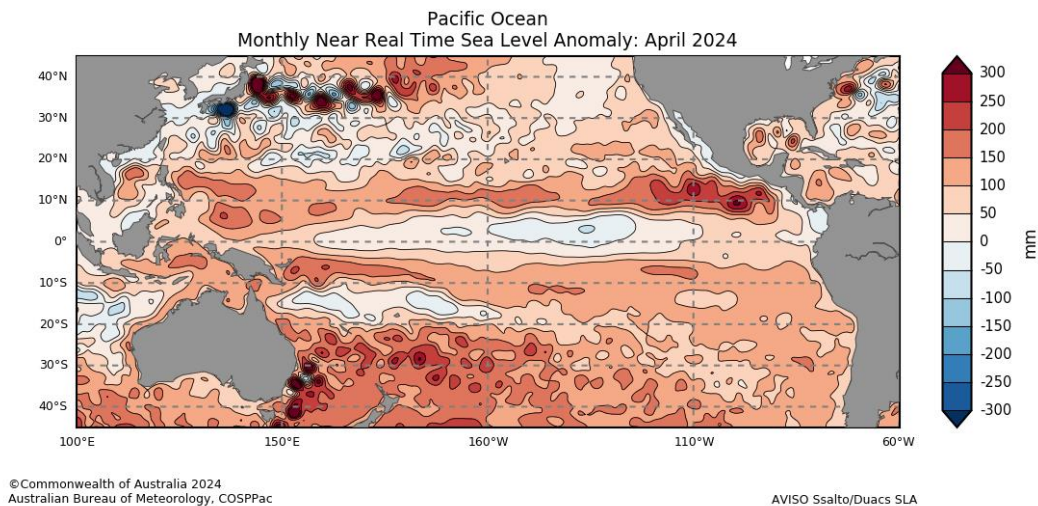 Pacific Ocean
Monthly Near Real Time Sea Level Anomaly: April 2024
40°N
30°N
20°N
10°N
0°
10°S
20°S
30°S
40°S
100°E
150°E
160°W
110°W
60°W
300
250
200
150
100
50
0
-50
-100
-150
-200
-250
-300
mm
©Commonwealth of Australia 2024
Australian Bureau of Meteorology, COSPPac
AVISO Ssalto/Duacs SLA